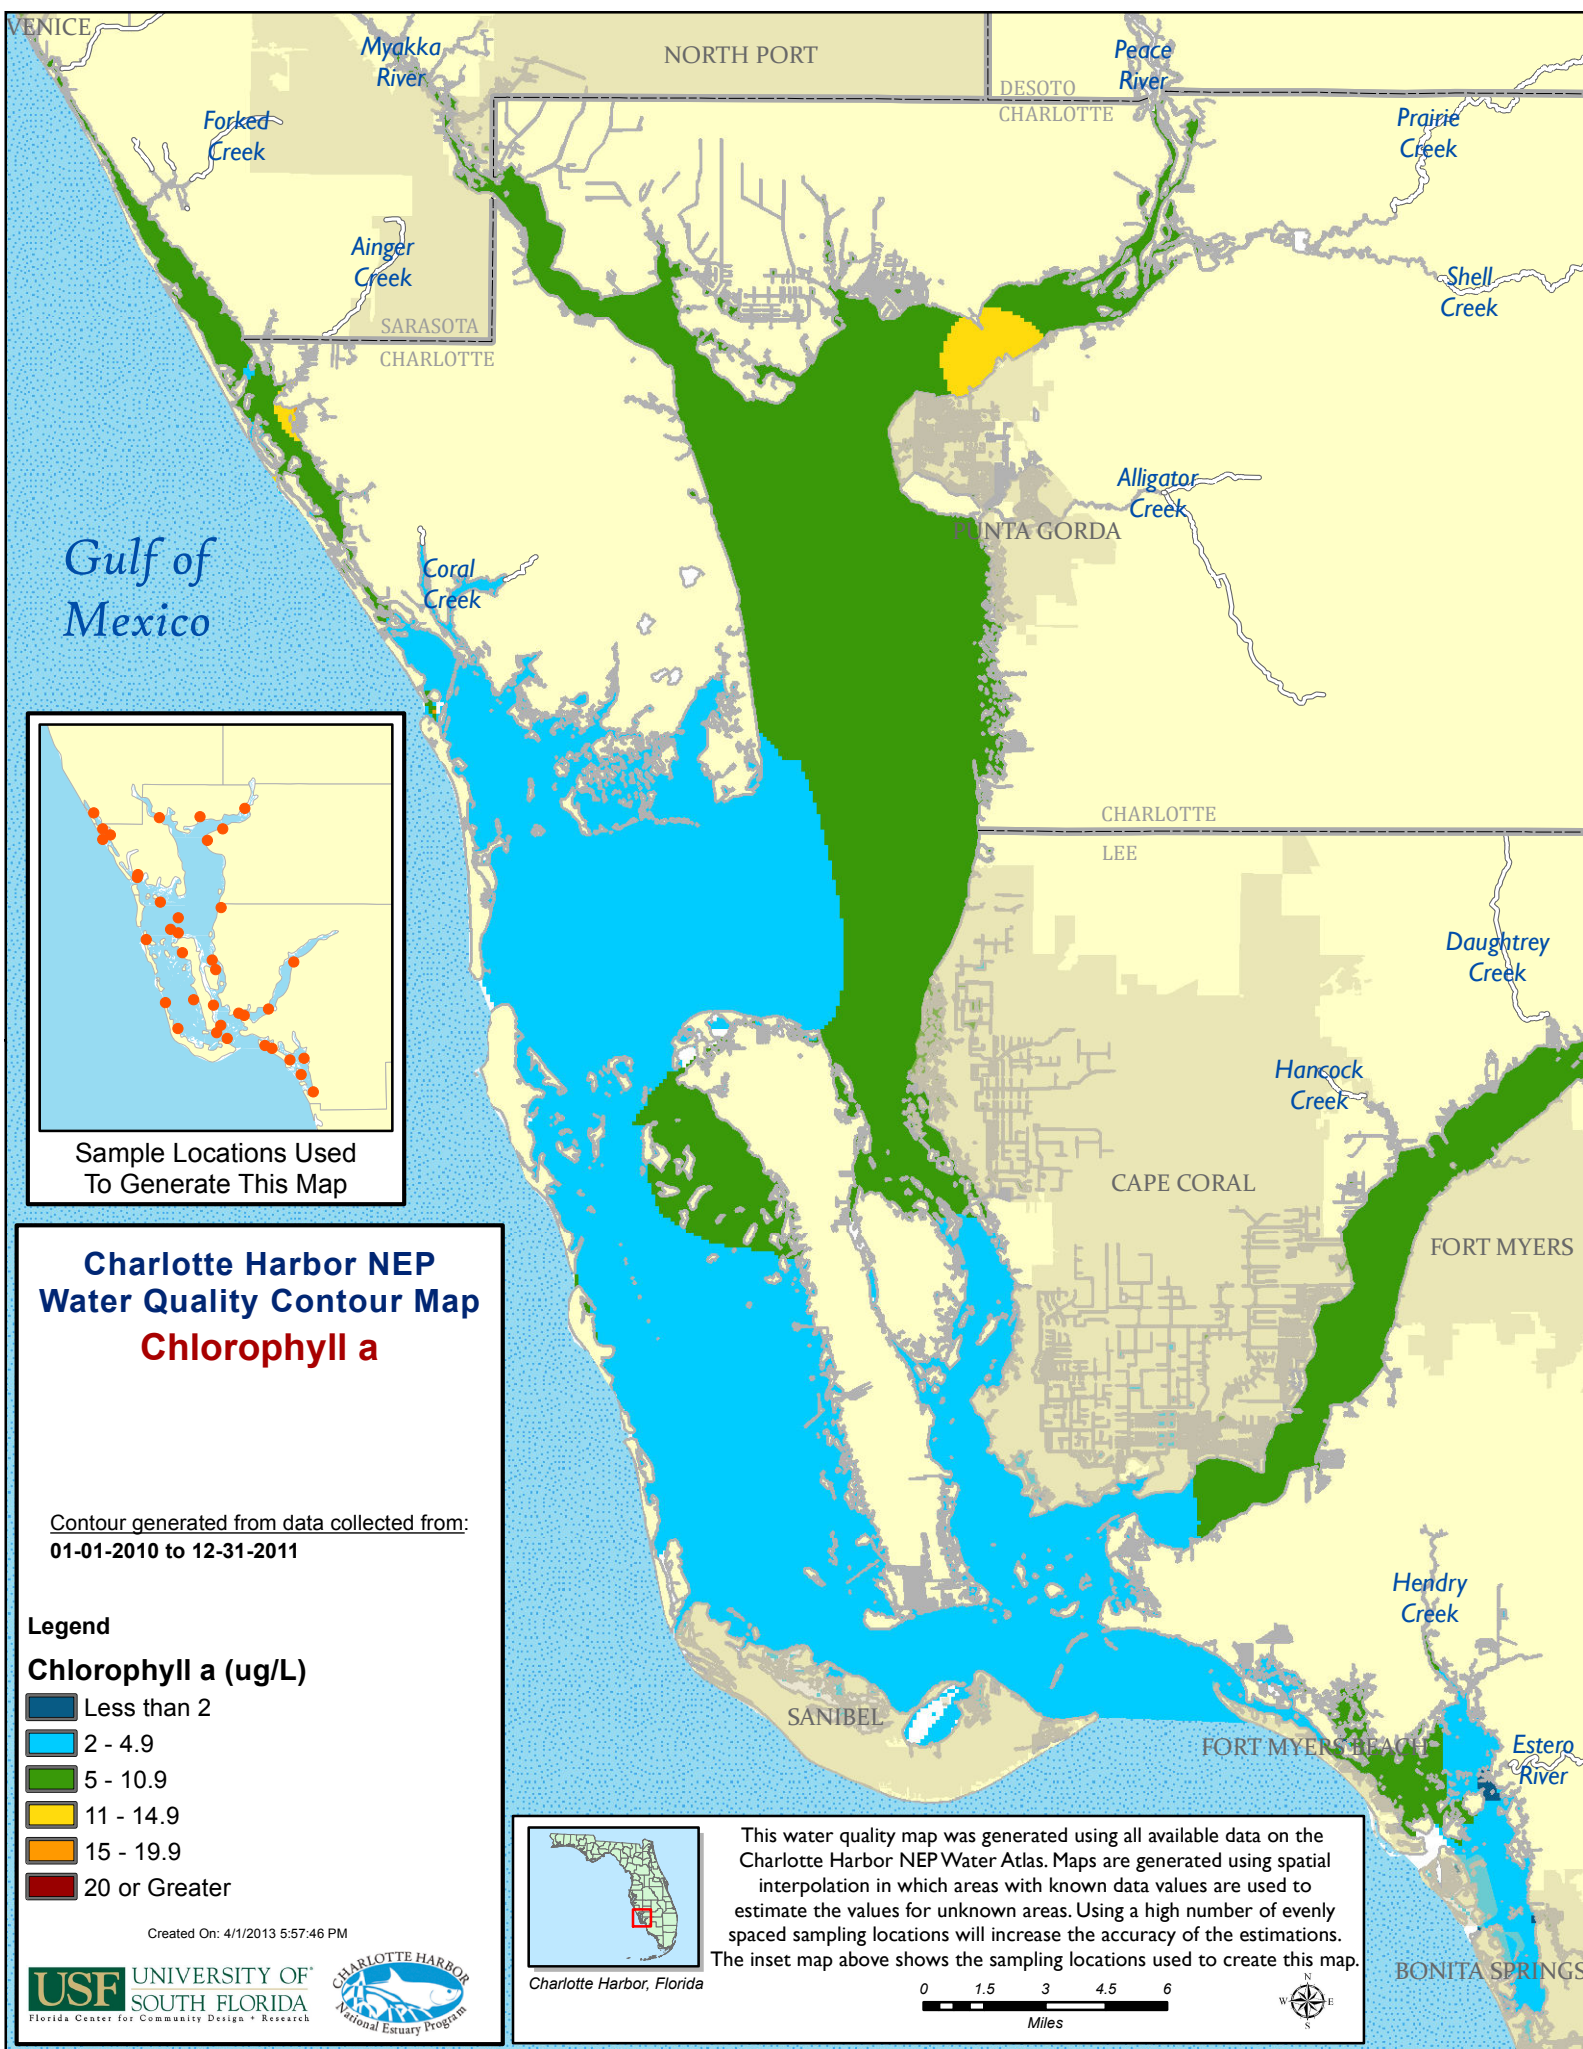 VENICE
Myakka
River
NORTH PORT
Peace
River
DESOTO
CHARLOTTE
Forked
Creek
Prairie
Creek
Ainger
Creek
Shell
Creek
SARASOTA
CHARLOTTE
Alligator
Creek
PUNTA GORDA
Gulf of
Mexico
Coral
Creek
CHARLOTTE
LEE
Daughtrey
Creek
Hancock
Creek
CAPE CORAL
FORT MYERS
Sample Locations Used
To Generate This Map
Charlotte Harbor NEP
Water Quality Contour Map
Chlorophyll a
Contour generated from data collected from:
01-01-2010 to 12-31-2011
Legend
Chlorophyll a (ug/L)
Less than 2
2 - 4.9
5 - 10.9
11 - 14.9
15 - 19.9
20 or Greater
Created On: 4/1/2013 5:57:46 PM
USF UNIVERSITY OF
SOUTH FLORIDA
Florida Center for Community Design + Research
CHARLOTTE HARBOR
National Estuary Program
Hendry
Creek
SANIBEL
FORT MYERS BEACH
Estero
River
BONITA SPRINGS
Charlotte Harbor, Florida
This water quality map was generated using all available data on the
Charlotte Harbor NEP Water Atlas. Maps are generated using spatial
interpolation in which areas with known data values are used to
estimate the values for unknown areas. Using a high number of evenly
spaced sampling locations will increase the accuracy of the estimations.
The inset map above shows the sampling locations used to create this map.
0 1.5 3 4.5 6
Miles
N
W E
S